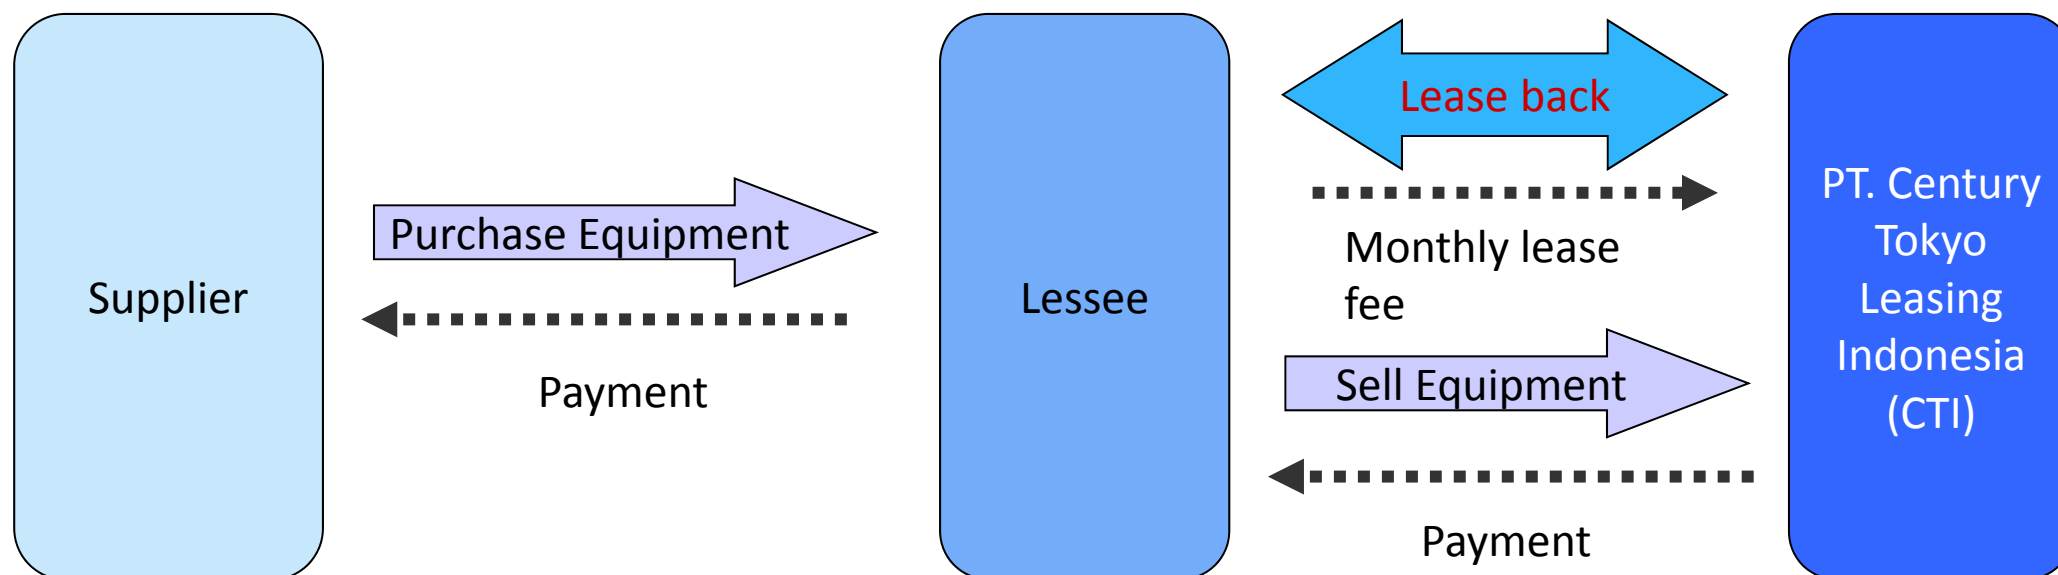 Supplier
Purchase Equipment
Payment
Lessee
Lease back
Monthly lease
fee
Sell Equipment
Payment
PT. Century
Tokyo
Leasing
Indonesia
(CTI)